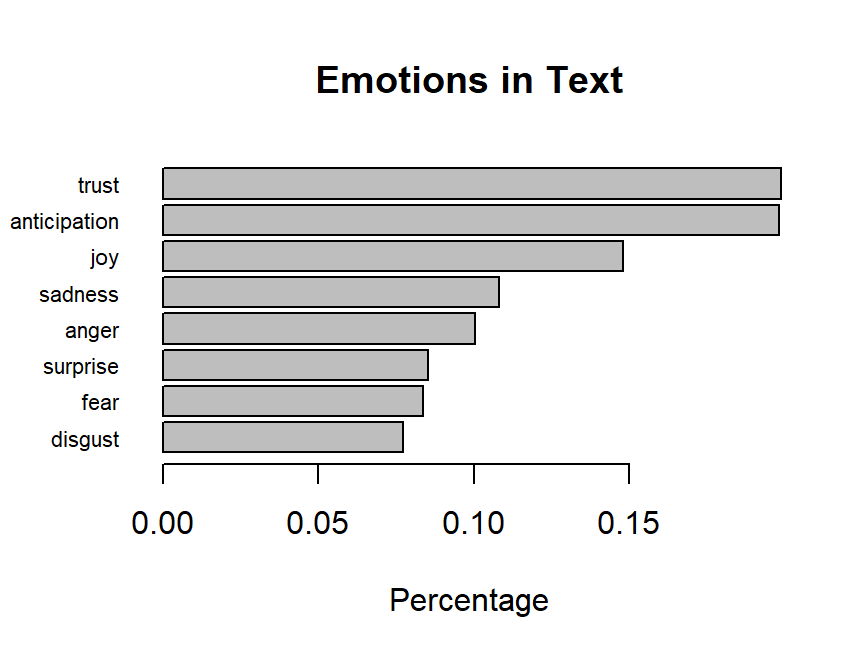 Emotions in Text
trust
anticipation
joy
sadness
anger
surprise
fear
disgust
0.00 0.05 0.10 0.15
Percentage